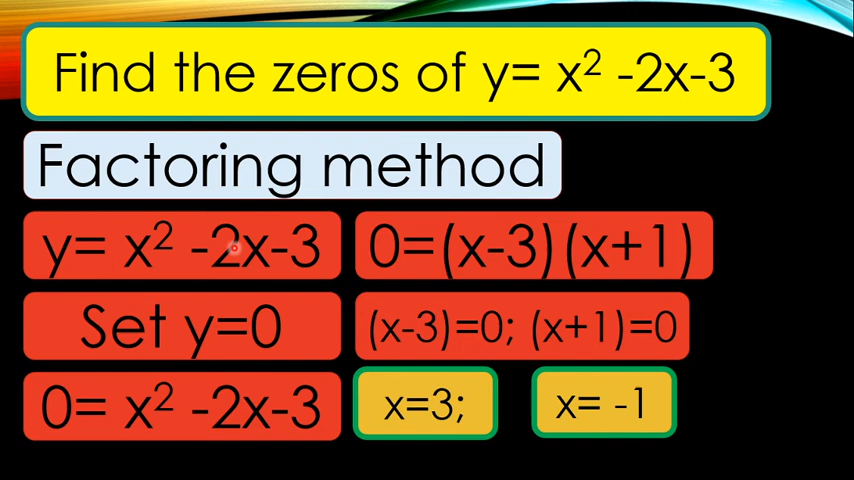 Find the zeros of y= x² -2x-3
Factoring method
y= x² -2x-3
Set y=0
0= x² -2x-3
0=(x-3)(x+1)
(x-3)=0; (x+1)=0
x=3;
x= -1